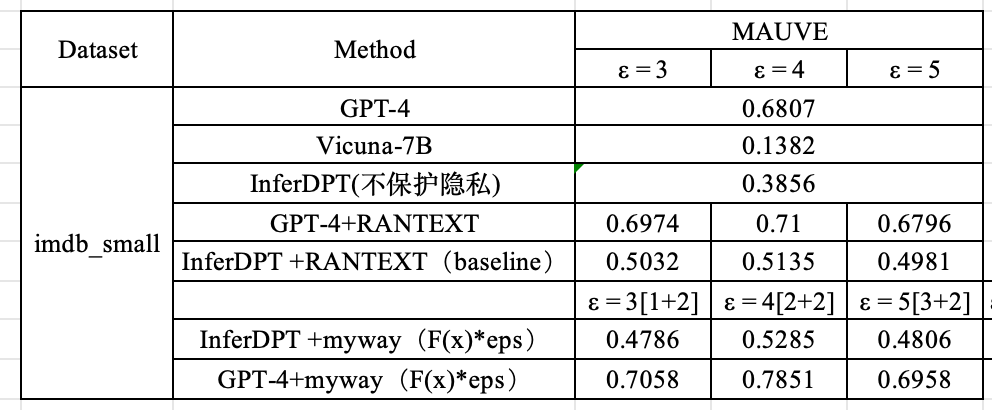 Dataset Method MAUVE
ε = 3 ε = 4 ε = 5
imdb_small
GPT-4 0.6807
Vicuna-7B 0.1382
InferDPT(不保护隐私) 0.3856
GPT-4+RANTEXT 0.6974 0.71 0.6796
InferDPT +RANTEXT（baseline） 0.5032 0.5135 0.4981
ε = 3[1+2] ε = 4[2+2] ε = 5[3+2]
InferDPT +myway（F(x)*eps） 0.4786 0.5285 0.4806
GPT-4+myway（F(x)*eps） 0.7058 0.7851 0.6958